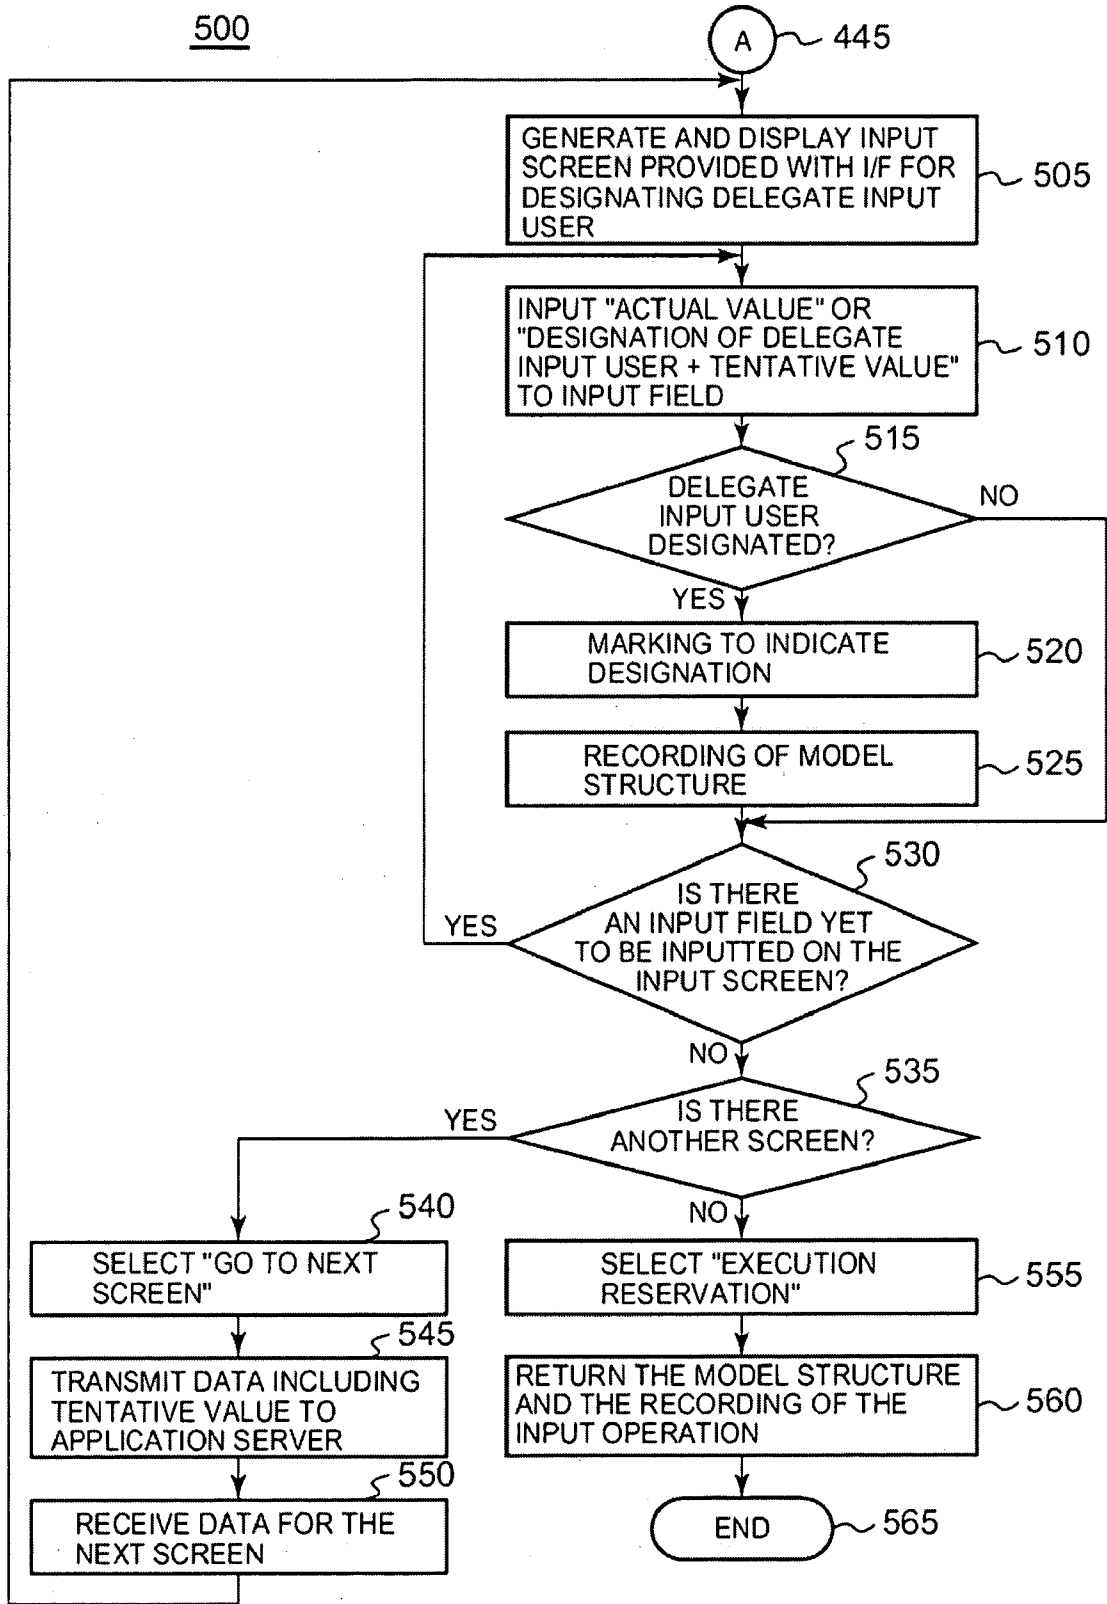 500
A
445
GENERATE AND DISPLAY INPUT
SCREEN PROVIDED WITH I/F FOR
DESIGNATING DELEGATE INPUT
USER
505
INPUT "ACTUAL VALUE" OR
"DESIGNATION OF DELEGATE
INPUT USER + TENTATIVE VALUE"
TO INPUT FIELD
510
515
DELEGATE
INPUT USER
DESIGNATED?
NO
YES
MARKING TO INDICATE
DESIGNATION
520
RECORDING OF MODEL
STRUCTURE
525
530
IS THERE
AN INPUT FIELD YET
TO BE INPUTTED ON THE
INPUT SCREEN?
YES
NO
535
IS THERE
ANOTHER SCREEN?
YES
NO
540
SELECT "GO TO NEXT
SCREEN"
545
TRANSMIT DATA INCLUDING
TENTATIVE VALUE TO
APPLICATION SERVER
550
RECEIVE DATA FOR THE
NEXT SCREEN
SELECT "EXECUTION
RESERVATION"
555
RETURN THE MODEL STRUCTURE
AND THE RECORDING OF THE
INPUT OPERATION
560
END
565